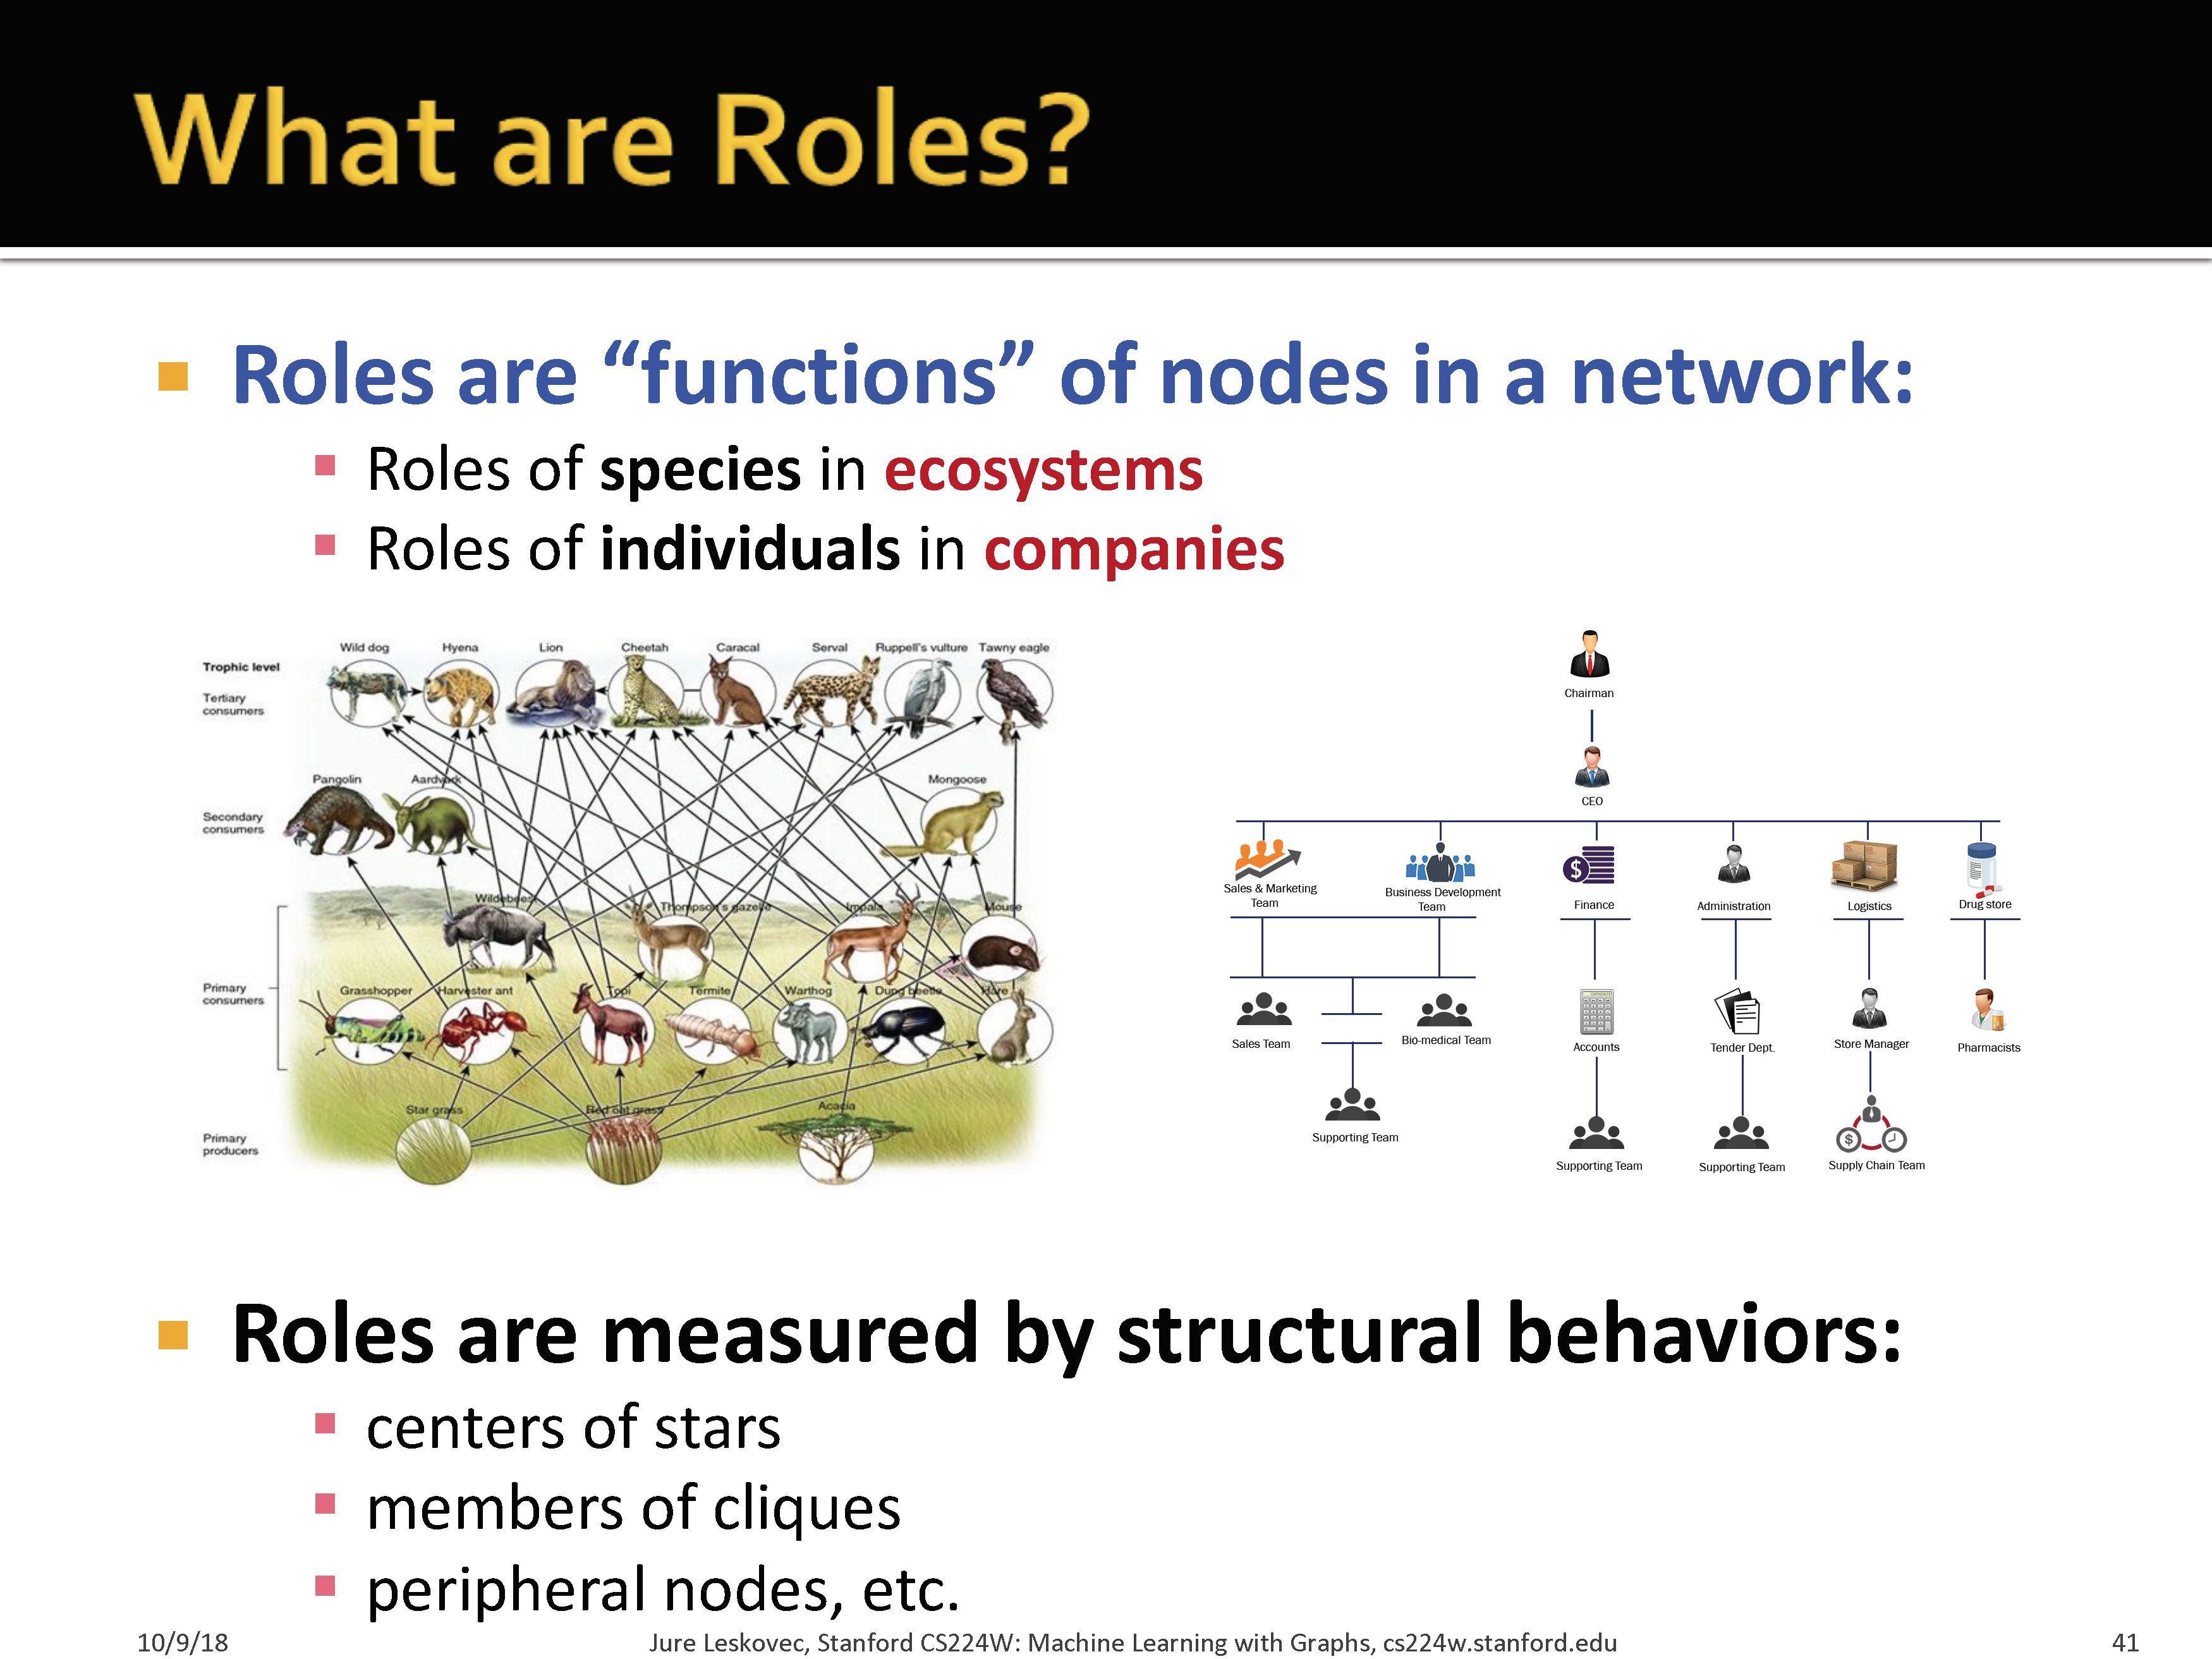 What are Roles?
Roles are “functions” of nodes in a network:
Roles of species in ecosystems
Roles of individuals in companies
Wild dog
Hyena
Lion
Cheetah
Caracal
Serval
Ruppell's vulture
Tawny eagle
Trophic level
Tertiary
consumers
Pangolin
Aardvark
Mongoose
Secondary
consumers
Wildebeest
Thompson's gazelle
Impala
Mouse
Primary
consumers
Grasshopper
Harvester ant
Topi
Termite
Warthog
Dung beetle
Hare
Star grass
Red oat grass
Acacia
Primary
producers
Chairman
CEO
Sales & Marketing
Team
Business Development
Team
Finance
Administration
Logistics
Drug store
Sales Team
Bio-medical Team
Accounts
Tender Dept.
Store Manager
Pharmacists
Supporting Team
Supporting Team
Supporting Team
Supply Chain Team
Roles are measured by structural behaviors:
centers of stars
members of cliques
peripheral nodes, etc.
10/9/18
Jure Leskovec, Stanford CS224W: Machine Learning with Graphs, cs224w.stanford.edu
41